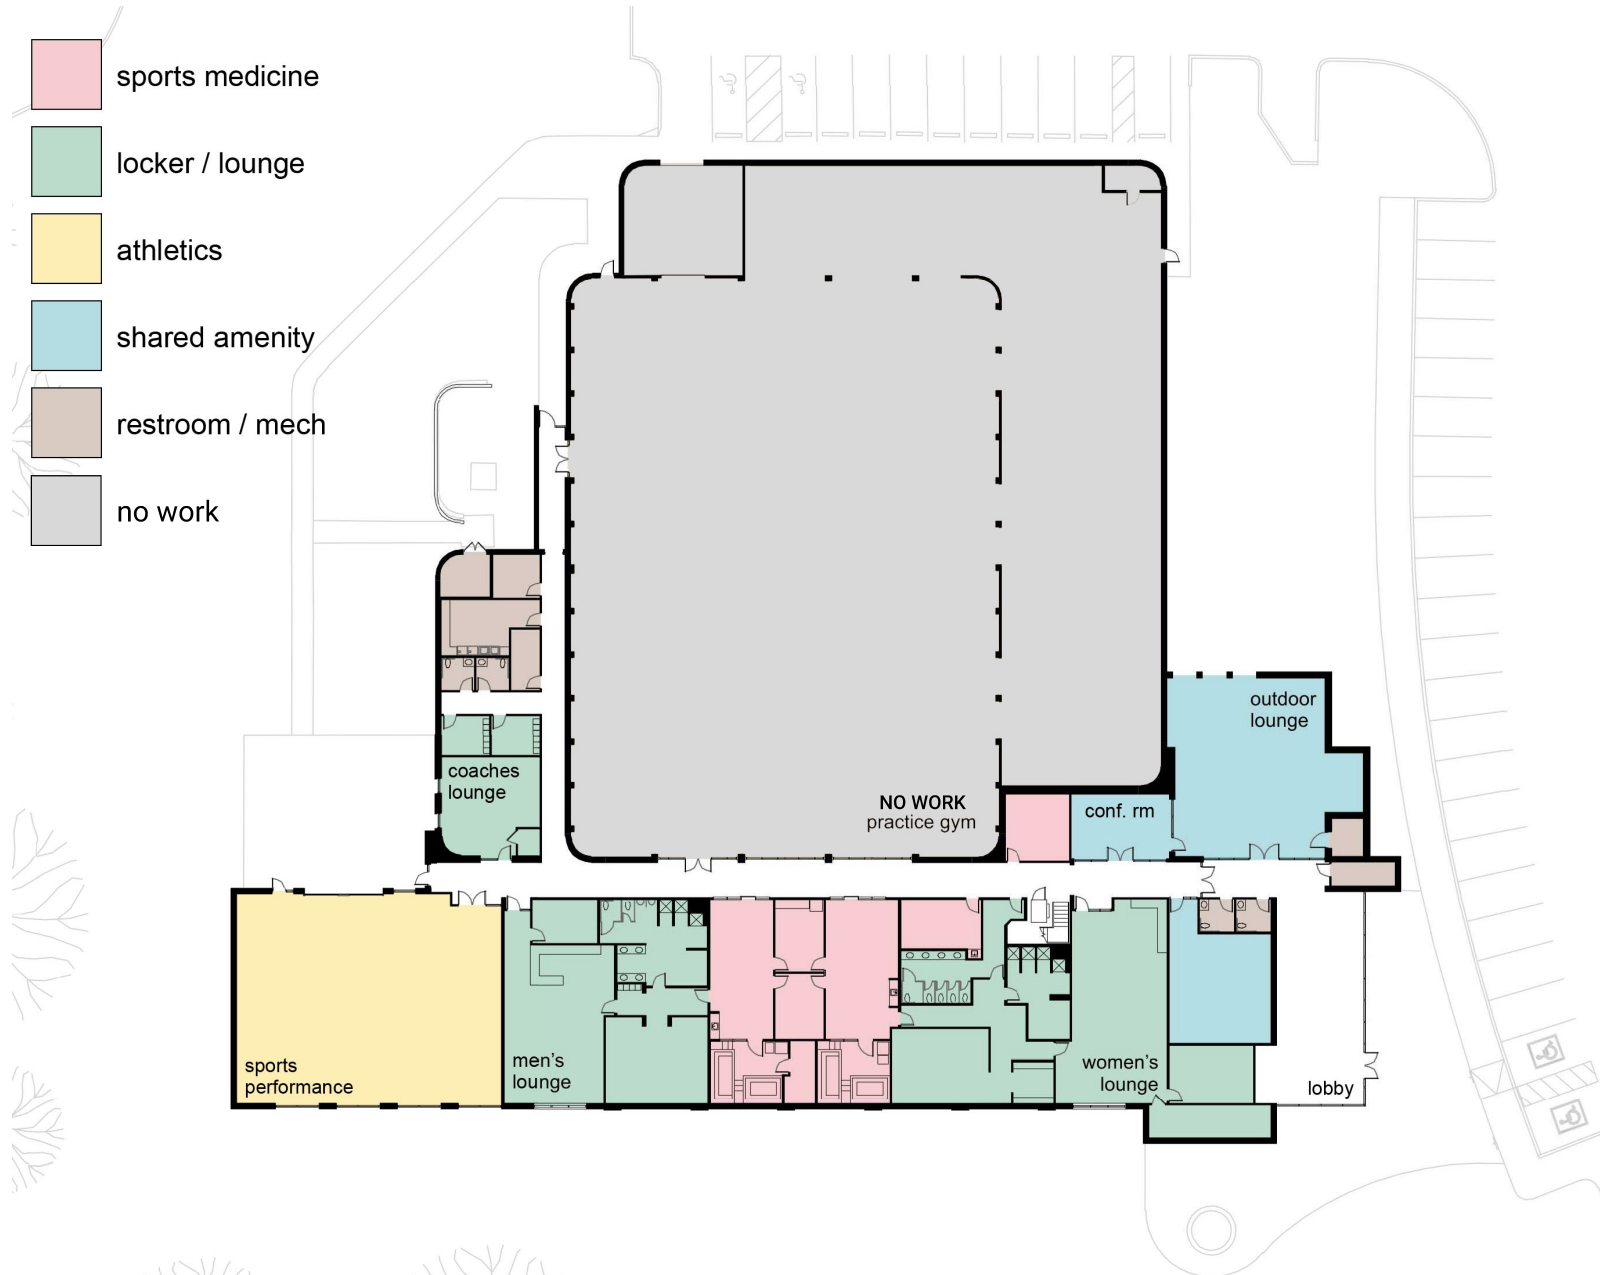 sports medicine
locker / lounge
athletics
shared amenity
restroom / mech
no work
outdoor
lounge
coaches
lounge
NO WORK
practice gym
conf. rm
sports
performance
men's
lounge
women's
lounge
lobby